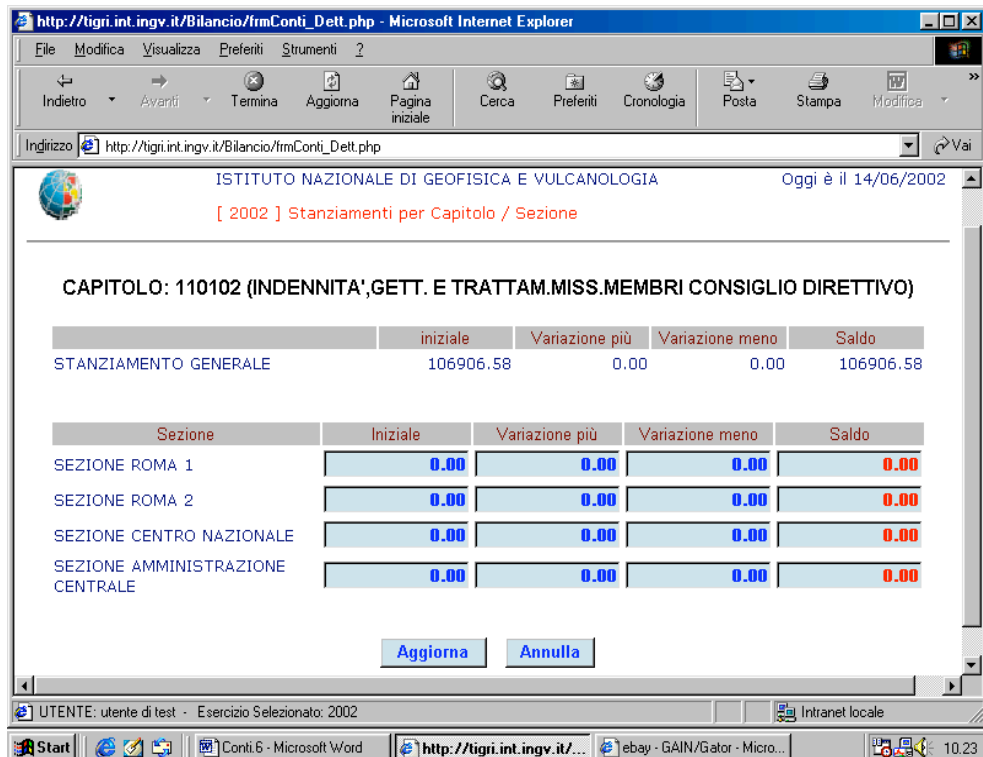 http://tigri.int.ingv.it/Bilancio/frmConti_Dett.php - Microsoft Internet Explorer
File Modifica Visualizza Preferiti Strumenti ?
Indietro Avanti Termina Aggiorna Pagina iniziale Cerca Preferiti Cronologia Posta Stampa Modifica »
Indirizzo http://tigri.int.ingv.it/Bilancio/frmConti_Dett.php Vai
ISTITUTO NAZIONALE DI GEOFISICA E VULCANOLOGIA Oggi è il 14/06/2002
[ 2002 ] Stanziamenti per Capitolo / Sezione
CAPITOLO: 110102 (INDENNITA',GETT. E TRATTAM.MISS.MEMBRI CONSIGLIO DIRETTIVO)
iniziale Variazione più Variazione meno Saldo
STANZIAMENTO GENERALE 106906.58 0.00 0.00 106906.58
Sezione Iniziale Variazione più Variazione meno Saldo
SEZIONE ROMA 1 0.00 0.00 0.00 0.00
SEZIONE ROMA 2 0.00 0.00 0.00 0.00
SEZIONE CENTRO NAZIONALE 0.00 0.00 0.00 0.00
SEZIONE AMMINISTRAZIONE
CENTRALE 0.00 0.00 0.00 0.00
Aggiorna Annulla
UTENTE: utente di test - Esercizio Selezionato: 2002 Intranet locale
Start Conti.6 - Microsoft Word http://tigri.int.ingv.it/... ebay - GAIN/Gator - Micro... 10.23